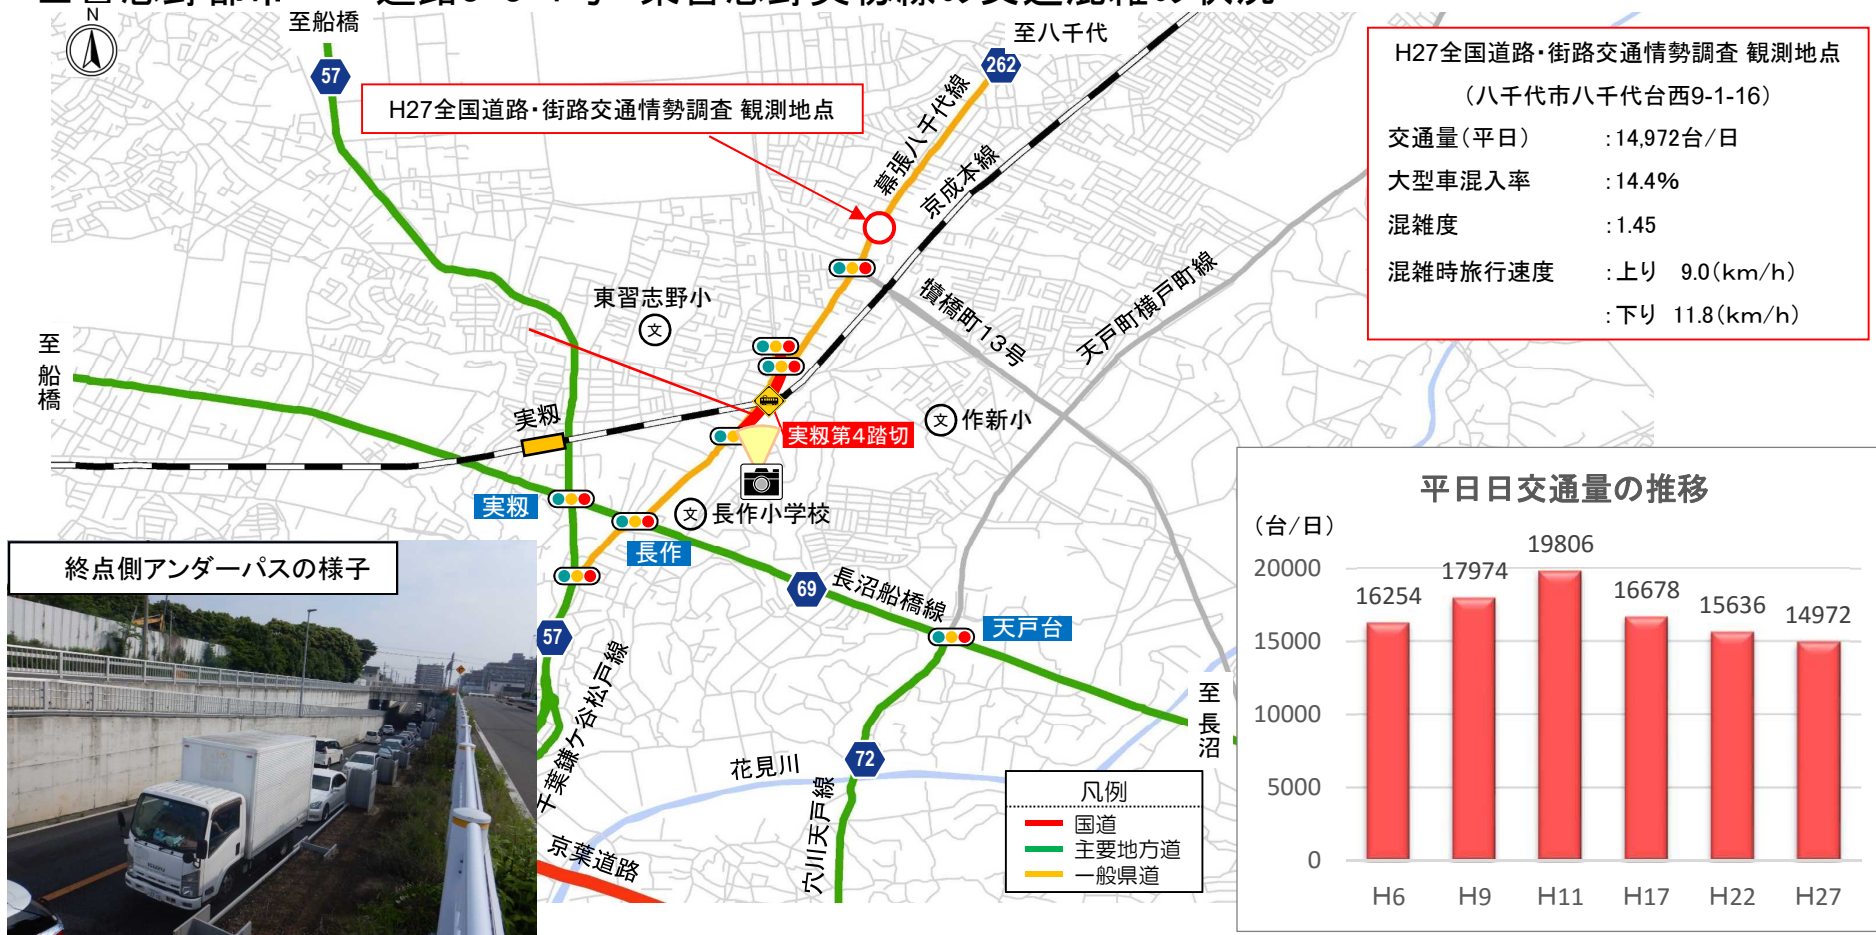 N
至船橋
57
至八千代
262
H27全国道路・街路交通情勢調査 観測地点
幕張八千代線
京成本線
H27全国道路・街路交通情勢調査 観測地点
（八千代市八千代台西9-1-16）
交通量(平日) :14,972台/日
大型車混入率 :14.4%
混雑度 :1.45
混雑時旅行速度 :上り 9.0(km/h)
:下り 11.8(km/h)
東習志野小
文
犢橋町13号
天戸町横戸町線
至船橋
実籾
実籾第4踏切
文
作新小
実籾
文
長作小学校
長作
終点側アンダーパスの様子
69
長沼船橋線
天戸台
57
千葉鎌ケ谷松戸線
至長沼
花見川
72
穴川天戸線
京葉道路
凡例
国道
主要地方道
一般県道
平日日交通量の推移
(台/日)
20000
15000
10000
5000
0
16254
17974
19806
16678
15636
14972
H6
H9
H11
H17
H22
H27